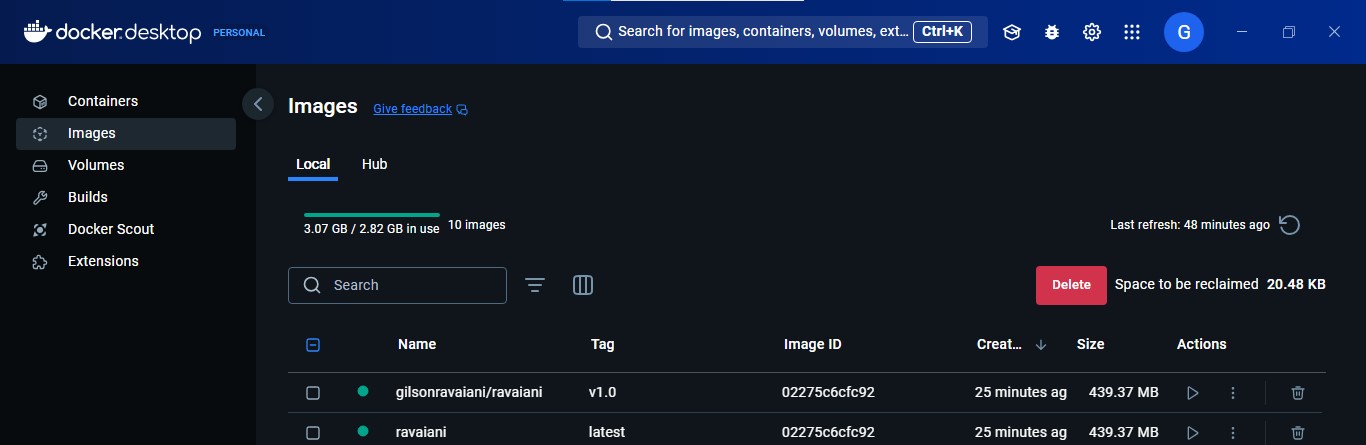 docker.desktop PERSONAL Search for images, containers, volumes, ext... Ctrl+K G
Containers
Images
Volumes
Builds
Docker Scout
Extensions
Images Give feedback
Local Hub
3.07 GB / 2.82 GB in use 10 images Last refresh: 48 minutes ago
Search Delete Space to be reclaimed 20.48 KB
Name Tag Image ID Creat... Size Actions
gilsonravaiani/ravaiani v1.0 02275c6cfc92 25 minutes ag 439.37 MB
ravaiani latest 02275c6cfc92 25 minutes ag 439.37 MB